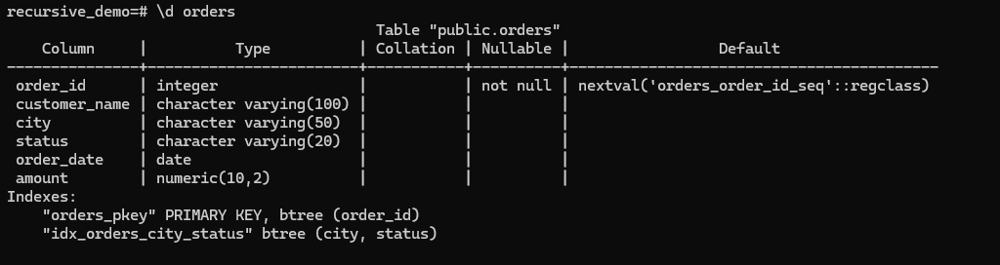 recursive_demo=# \d orders
                                        Table "public.orders"
    Column     |          Type          | Collation | Nullable |                 Default
---------------+------------------------+-----------+----------+------------------------------------------
 order_id      | integer                |           | not null | nextval('orders_order_id_seq'::regclass)
 customer_name | character varying(100) |           |          |
 city          | character varying(50)  |           |          |
 status        | character varying(20)  |           |          |
 order_date    | date                   |           |          |
 amount        | numeric(10,2)          |           |          |
Indexes:
    "orders_pkey" PRIMARY KEY, btree (order_id)
    "idx_orders_city_status" btree (city, status)